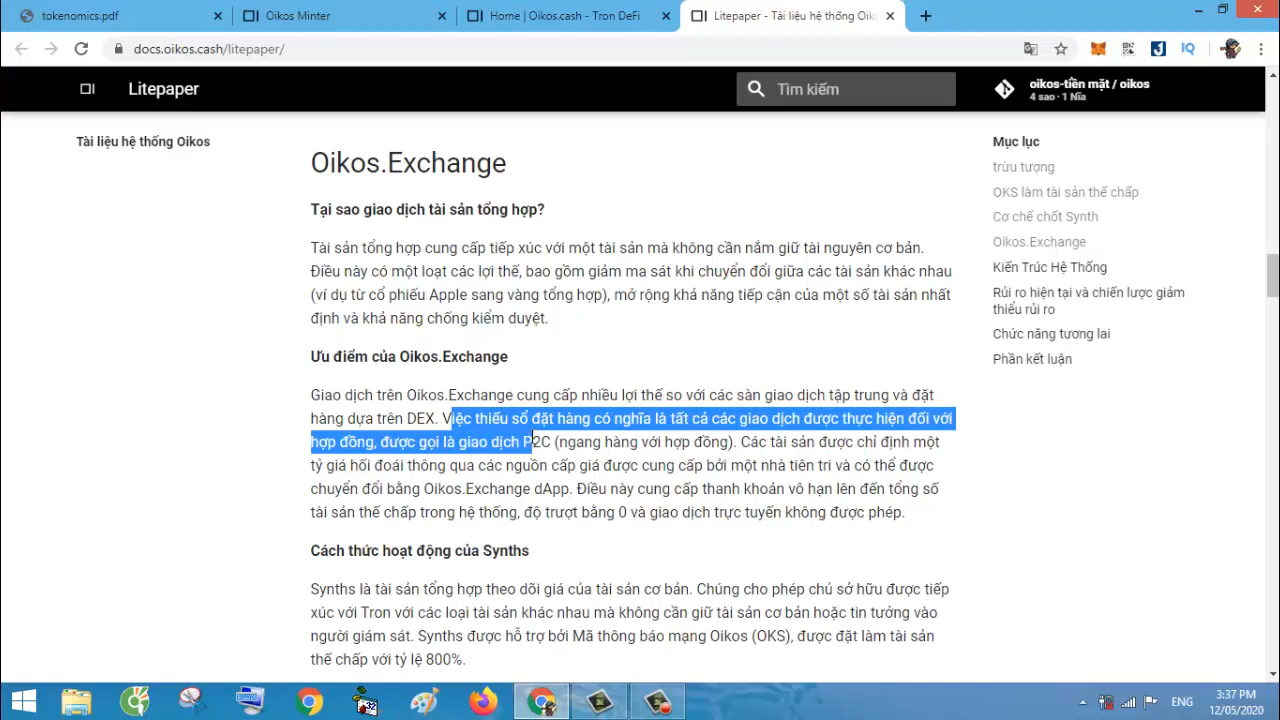 tokenomics.pdf
Oikos Minter
Home | Oikos.cash - Tron DeFi
Litepaper - Tài liệu hệ thống Oik
docs.oikos.cash/litepaper/
Litepaper
Tìm kiếm
oikos-tiền mặt / oikos
4 sao · 1 Nĩa
Tài liệu hệ thống Oikos
Oikos.Exchange
Tại sao giao dịch tài sản tổng hợp?
Tài sản tổng hợp cung cấp tiếp xúc với một tài sản mà không cần nắm giữ tài nguyên cơ bản.
Điều này có một loạt các lợi thế, bao gồm giảm ma sát khi chuyển đổi giữa các tài sản khác nhau
(ví dụ từ cổ phiếu Apple sang vàng tổng hợp), mở rộng khả năng tiếp cận của một số tài sản nhất
định và khả năng chống kiểm duyệt.
Ưu điểm của Oikos.Exchange
Giao dịch trên Oikos.Exchange cung cấp nhiều lợi thế so với các sàn giao dịch tập trung và đặt
hàng dựa trên DEX. Việc thiếu sổ đặt hàng có nghĩa là tất cả các giao dịch được thực hiện đối với
hợp đồng, được gọi là giao dịch P2C (ngang hàng với hợp đồng). Các tài sản được chỉ định một
tỷ giá hối đoái thông qua các nguồn cấp giá được cung cấp bởi một nhà tiên tri và có thể được
chuyển đổi bằng Oikos.Exchange dApp. Điều này cung cấp thanh khoản vô hạn lên đến tổng số
tài sản thế chấp trong hệ thống, độ trượt bằng 0 và giao dịch trực tuyến không được phép.
Cách thức hoạt động của Synths
Synths là tài sản tổng hợp theo dõi giá của tài sản cơ bản. Chúng cho phép chủ sở hữu được tiếp
xúc với Tron với các loại tài sản khác nhau mà không cần giữ tài sản cơ bản hoặc tin tưởng vào
người giám sát. Synths được hỗ trợ bởi Mã thông báo mạng Oikos (OKS), được đặt làm tài sản
thế chấp với tỷ lệ 800%.
Mục lục
trừu tượng
OKS làm tài sản thế chấp
Cơ chế chốt Synth
Oikos.Exchange
Kiến Trúc Hệ Thống
Rủi ro hiện tại và chiến lược giảm
thiểu rủi ro
Chức năng tương lai
Phần kết luận
IQ
32
ENG
3:37 PM
12/05/2020